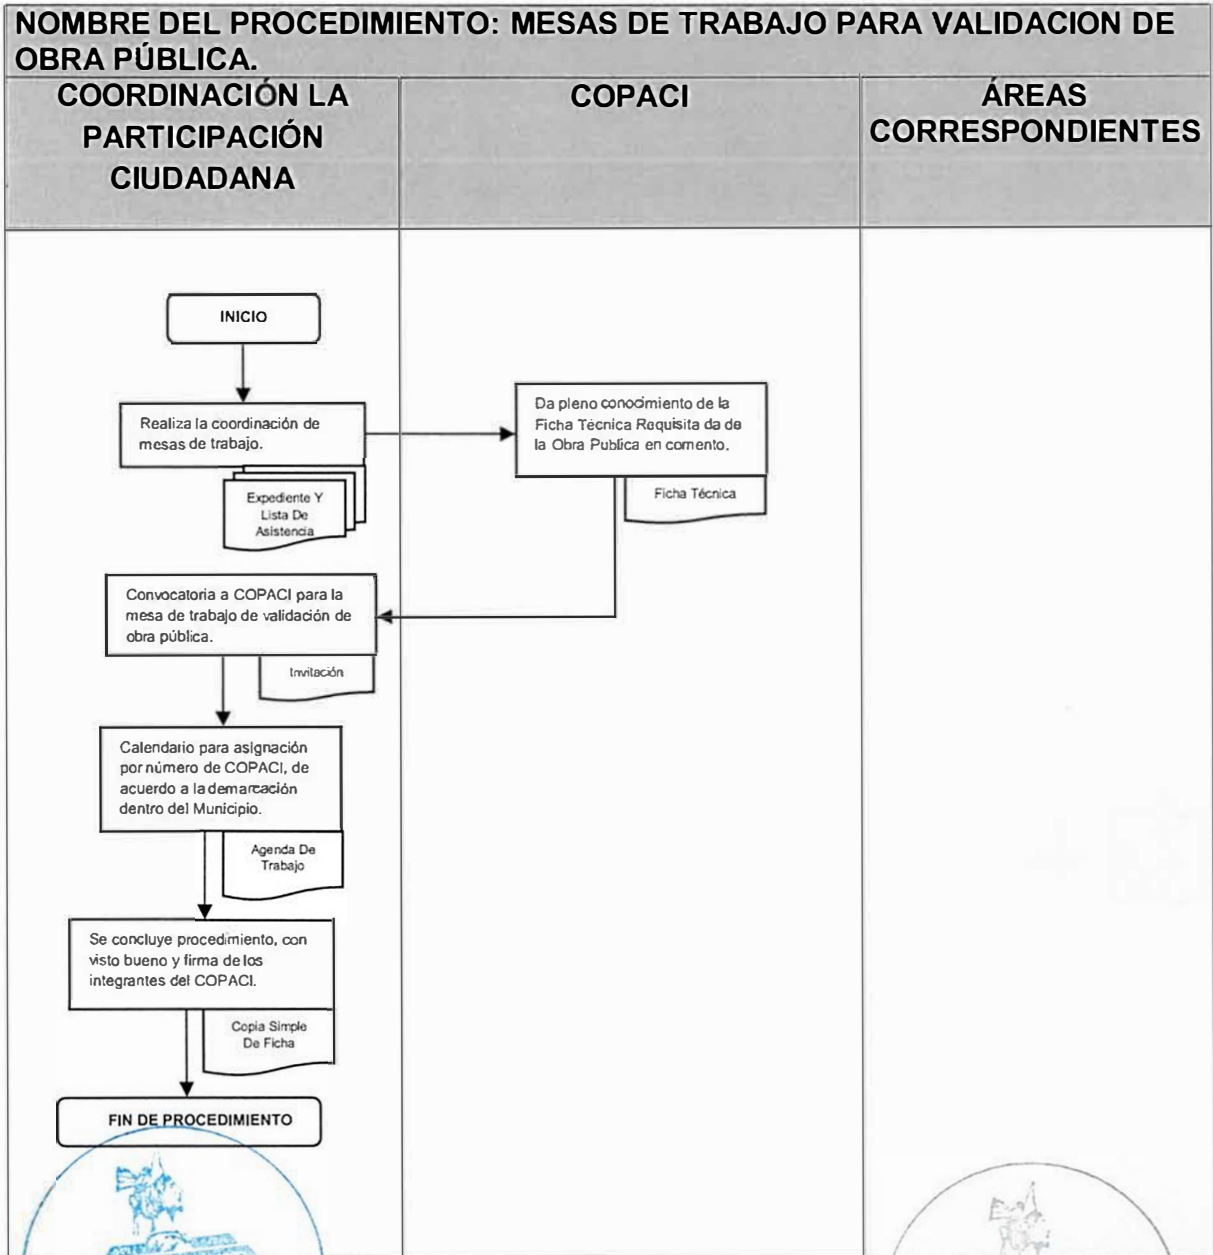 NOMBRE DEL PROCEDIMIENTO: MESAS DE TRABAJO PARA VALIDACION DE
OBRA PÚBLICA.
COORDINACIÓN LA
PARTICIPACIÓN
CIUDADANA
COPACI
ÁREAS
CORRESPONDIENTES
INICIO
Realiza la coordinación de
mesas de trabajo.
Expediente Y
Lista De
Asistencia
Da pleno conocimiento de la
Ficha Técnica Requisita da de
la Obra Publica en comento.
Ficha Técnica
Convocatoria a COPACI para la
mesa de trabajo de validación de
obra pública.
Invitación
Calendario para asignación
por número de COPACI, de
acuerdo a la demarcación
dentro del Municipio.
Agenda De
Trabajo
Se concluye procedimiento, con
visto bueno y firma de los
integrantes del COPACI.
Copia Simple
De Ficha
FIN DE PROCEDIMIENTO